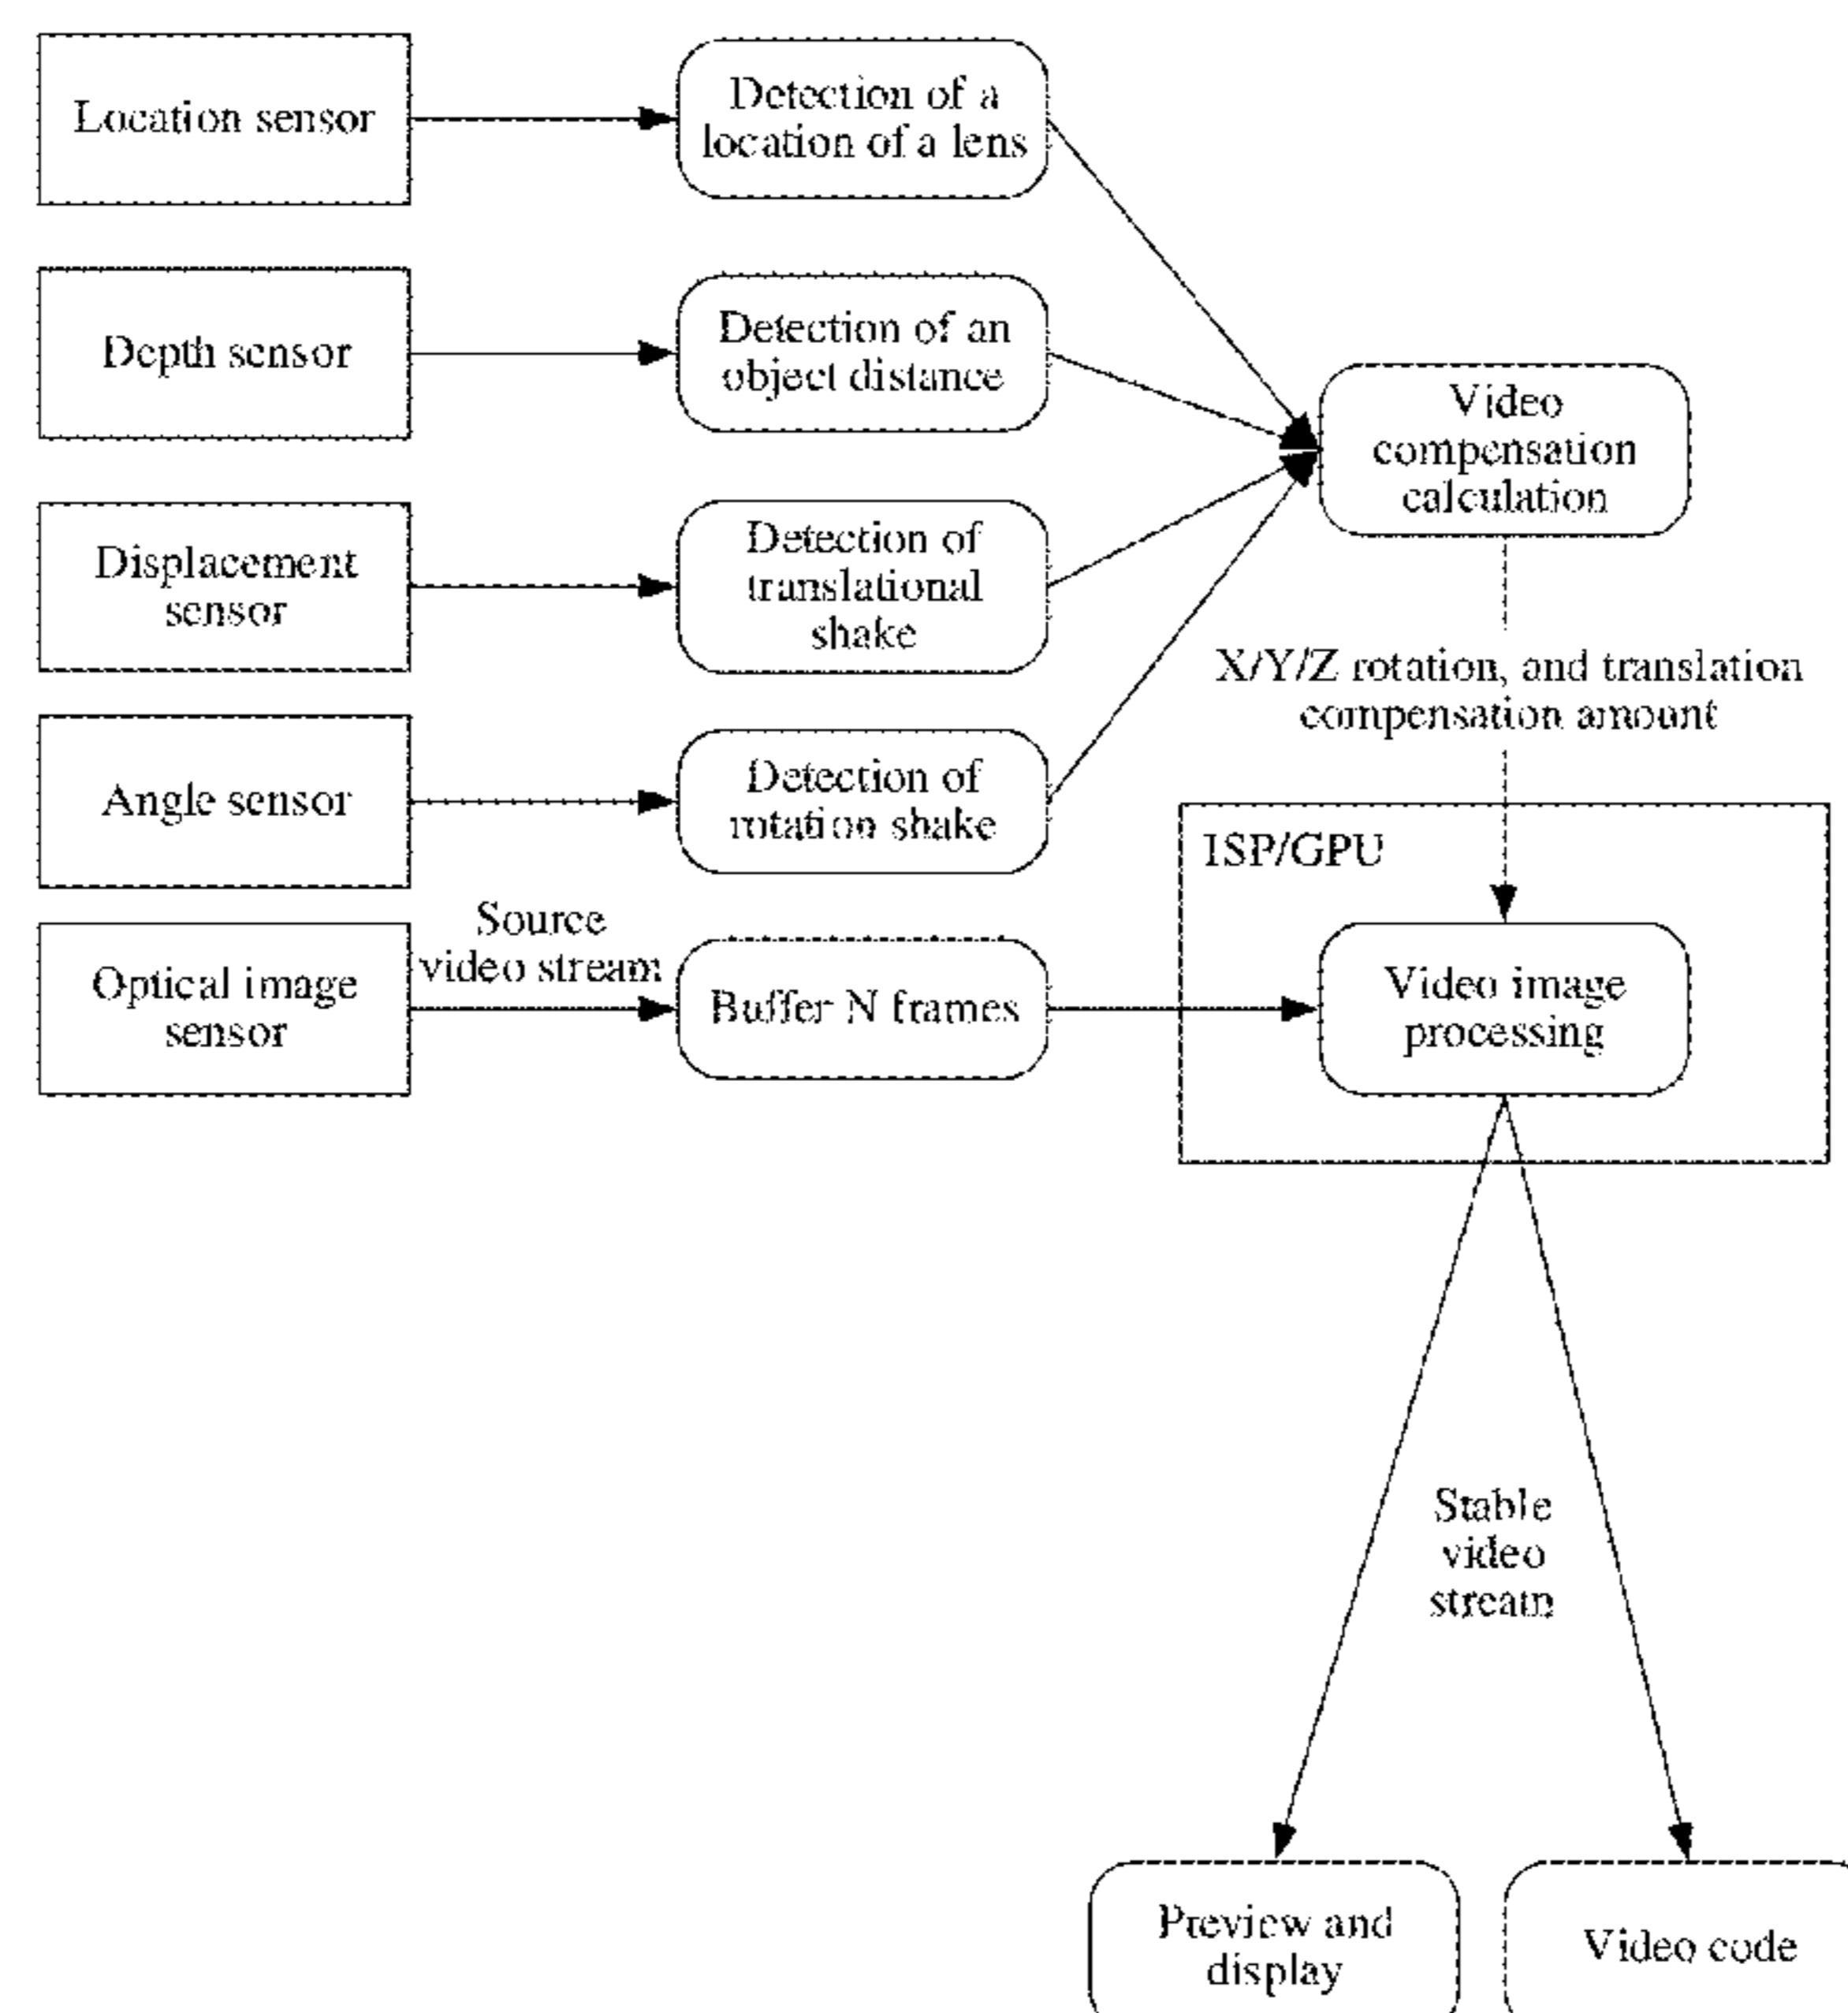 Location sensor
Detection of a
location of a lens
Depth sensor
Detection of an
object distance
Video
compensation
calculation
Displacement
sensor
Detection of
translational
shake
X/Y/Z rotation, and translation
compensation amount
Angle sensor
Detection of
rotation shake
ISP/GPU
Optical image
sensor
Source
video stream
Buffer N frames
Video image
processing
Stable
video
stream
Preview and
display
Video code